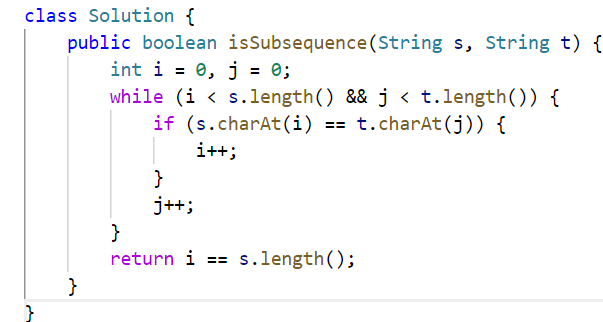 class Solution {
    public boolean isSubsequence(String s, String t) {
        int i = 0, j = 0;
        while (i < s.length() && j < t.length()) {
            if (s.charAt(i) == t.charAt(j)) {
                i++;
            }
            j++;
        }
        return i == s.length();
    }
}